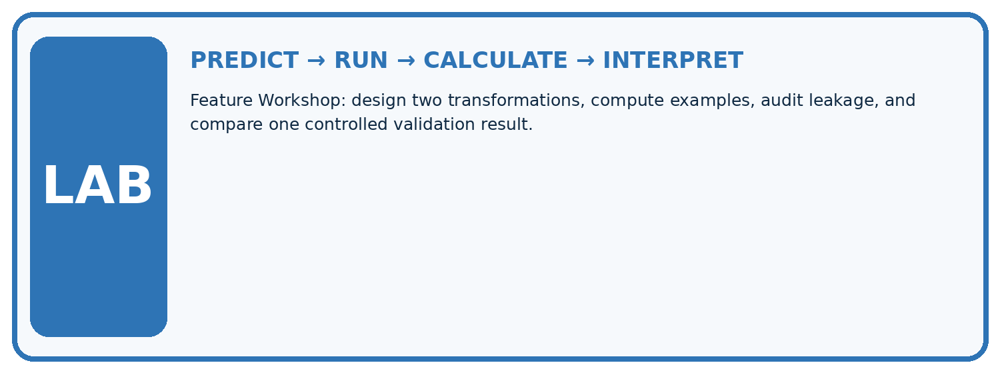 LAB
PREDICT → RUN → CALCULATE → INTERPRET
Feature Workshop: design two transformations, compute examples, audit leakage, and
compare one controlled validation result.